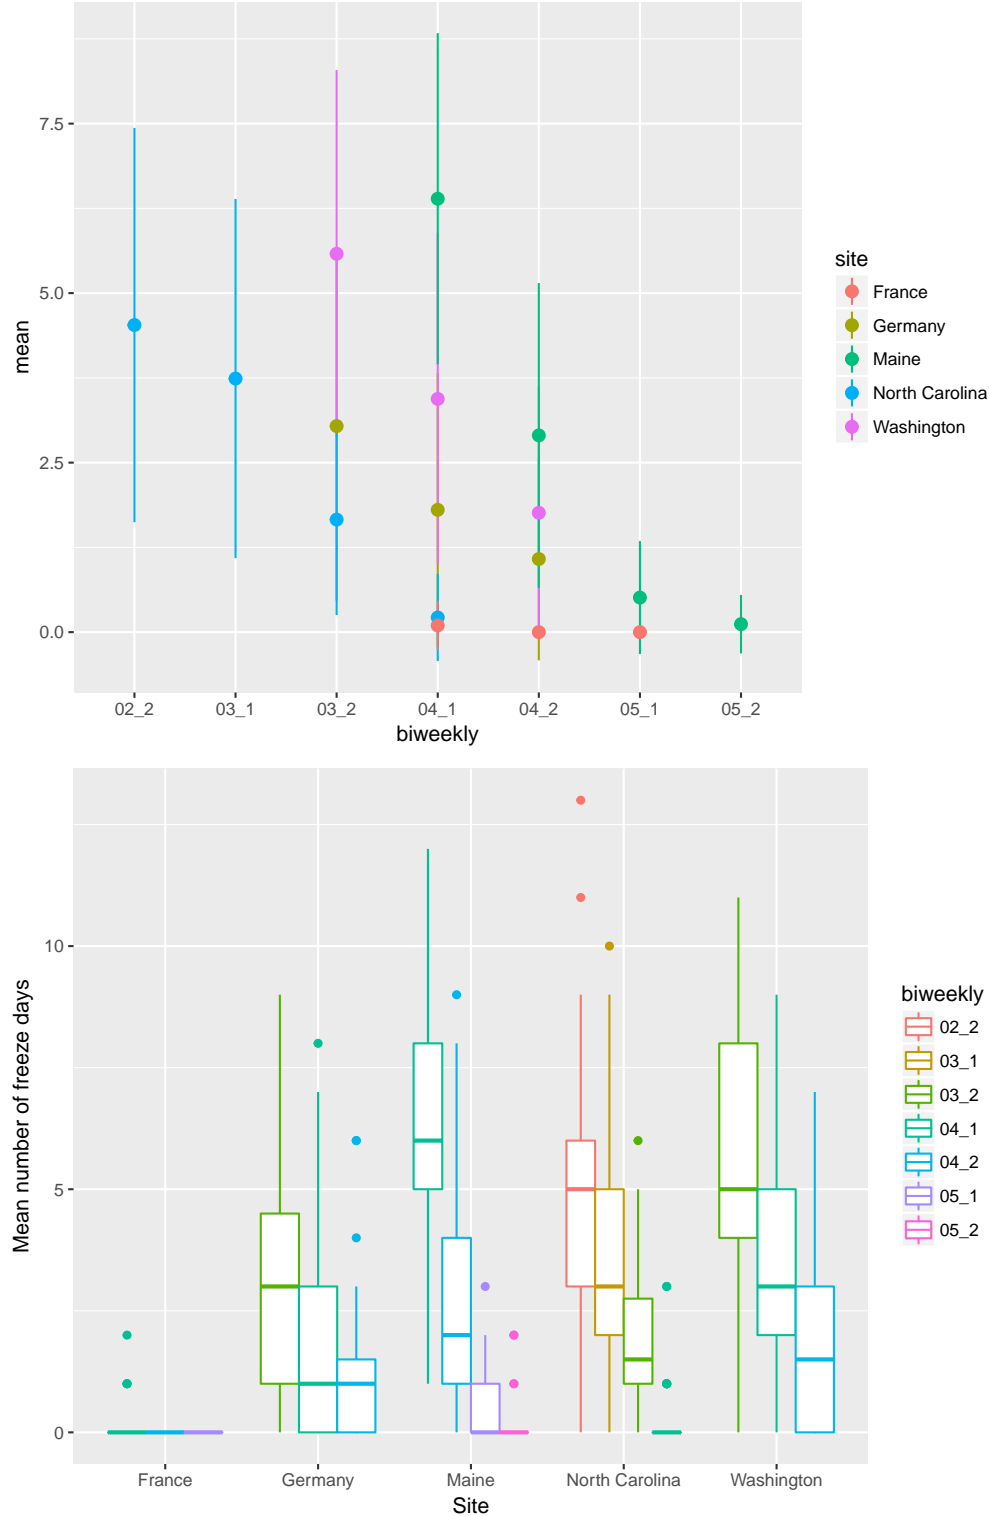 7.5
5.0
2.5
0.0
mean
02_2 03_1 03_2 04_1 04_2 05_1 05_2
biweekly
site
France
Germany
Maine
North Carolina
Washington
10
5
0
Mean number of freeze days
France Germany Maine North Carolina Washington
Site
biweekly
02_2
03_1
03_2
04_1
04_2
05_1
05_2